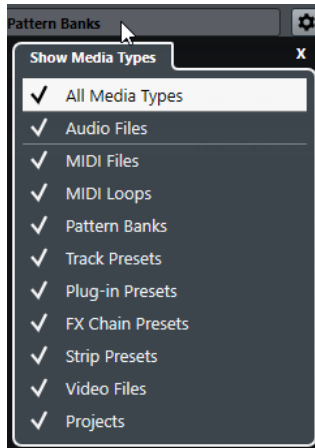 Pattern Banks
Show Media Types X
All Media Types
Audio Files
MIDI Files
MIDI Loops
Pattern Banks
Track Presets
Plug-in Presets
FX Chain Presets
Strip Presets
Video Files
Projects